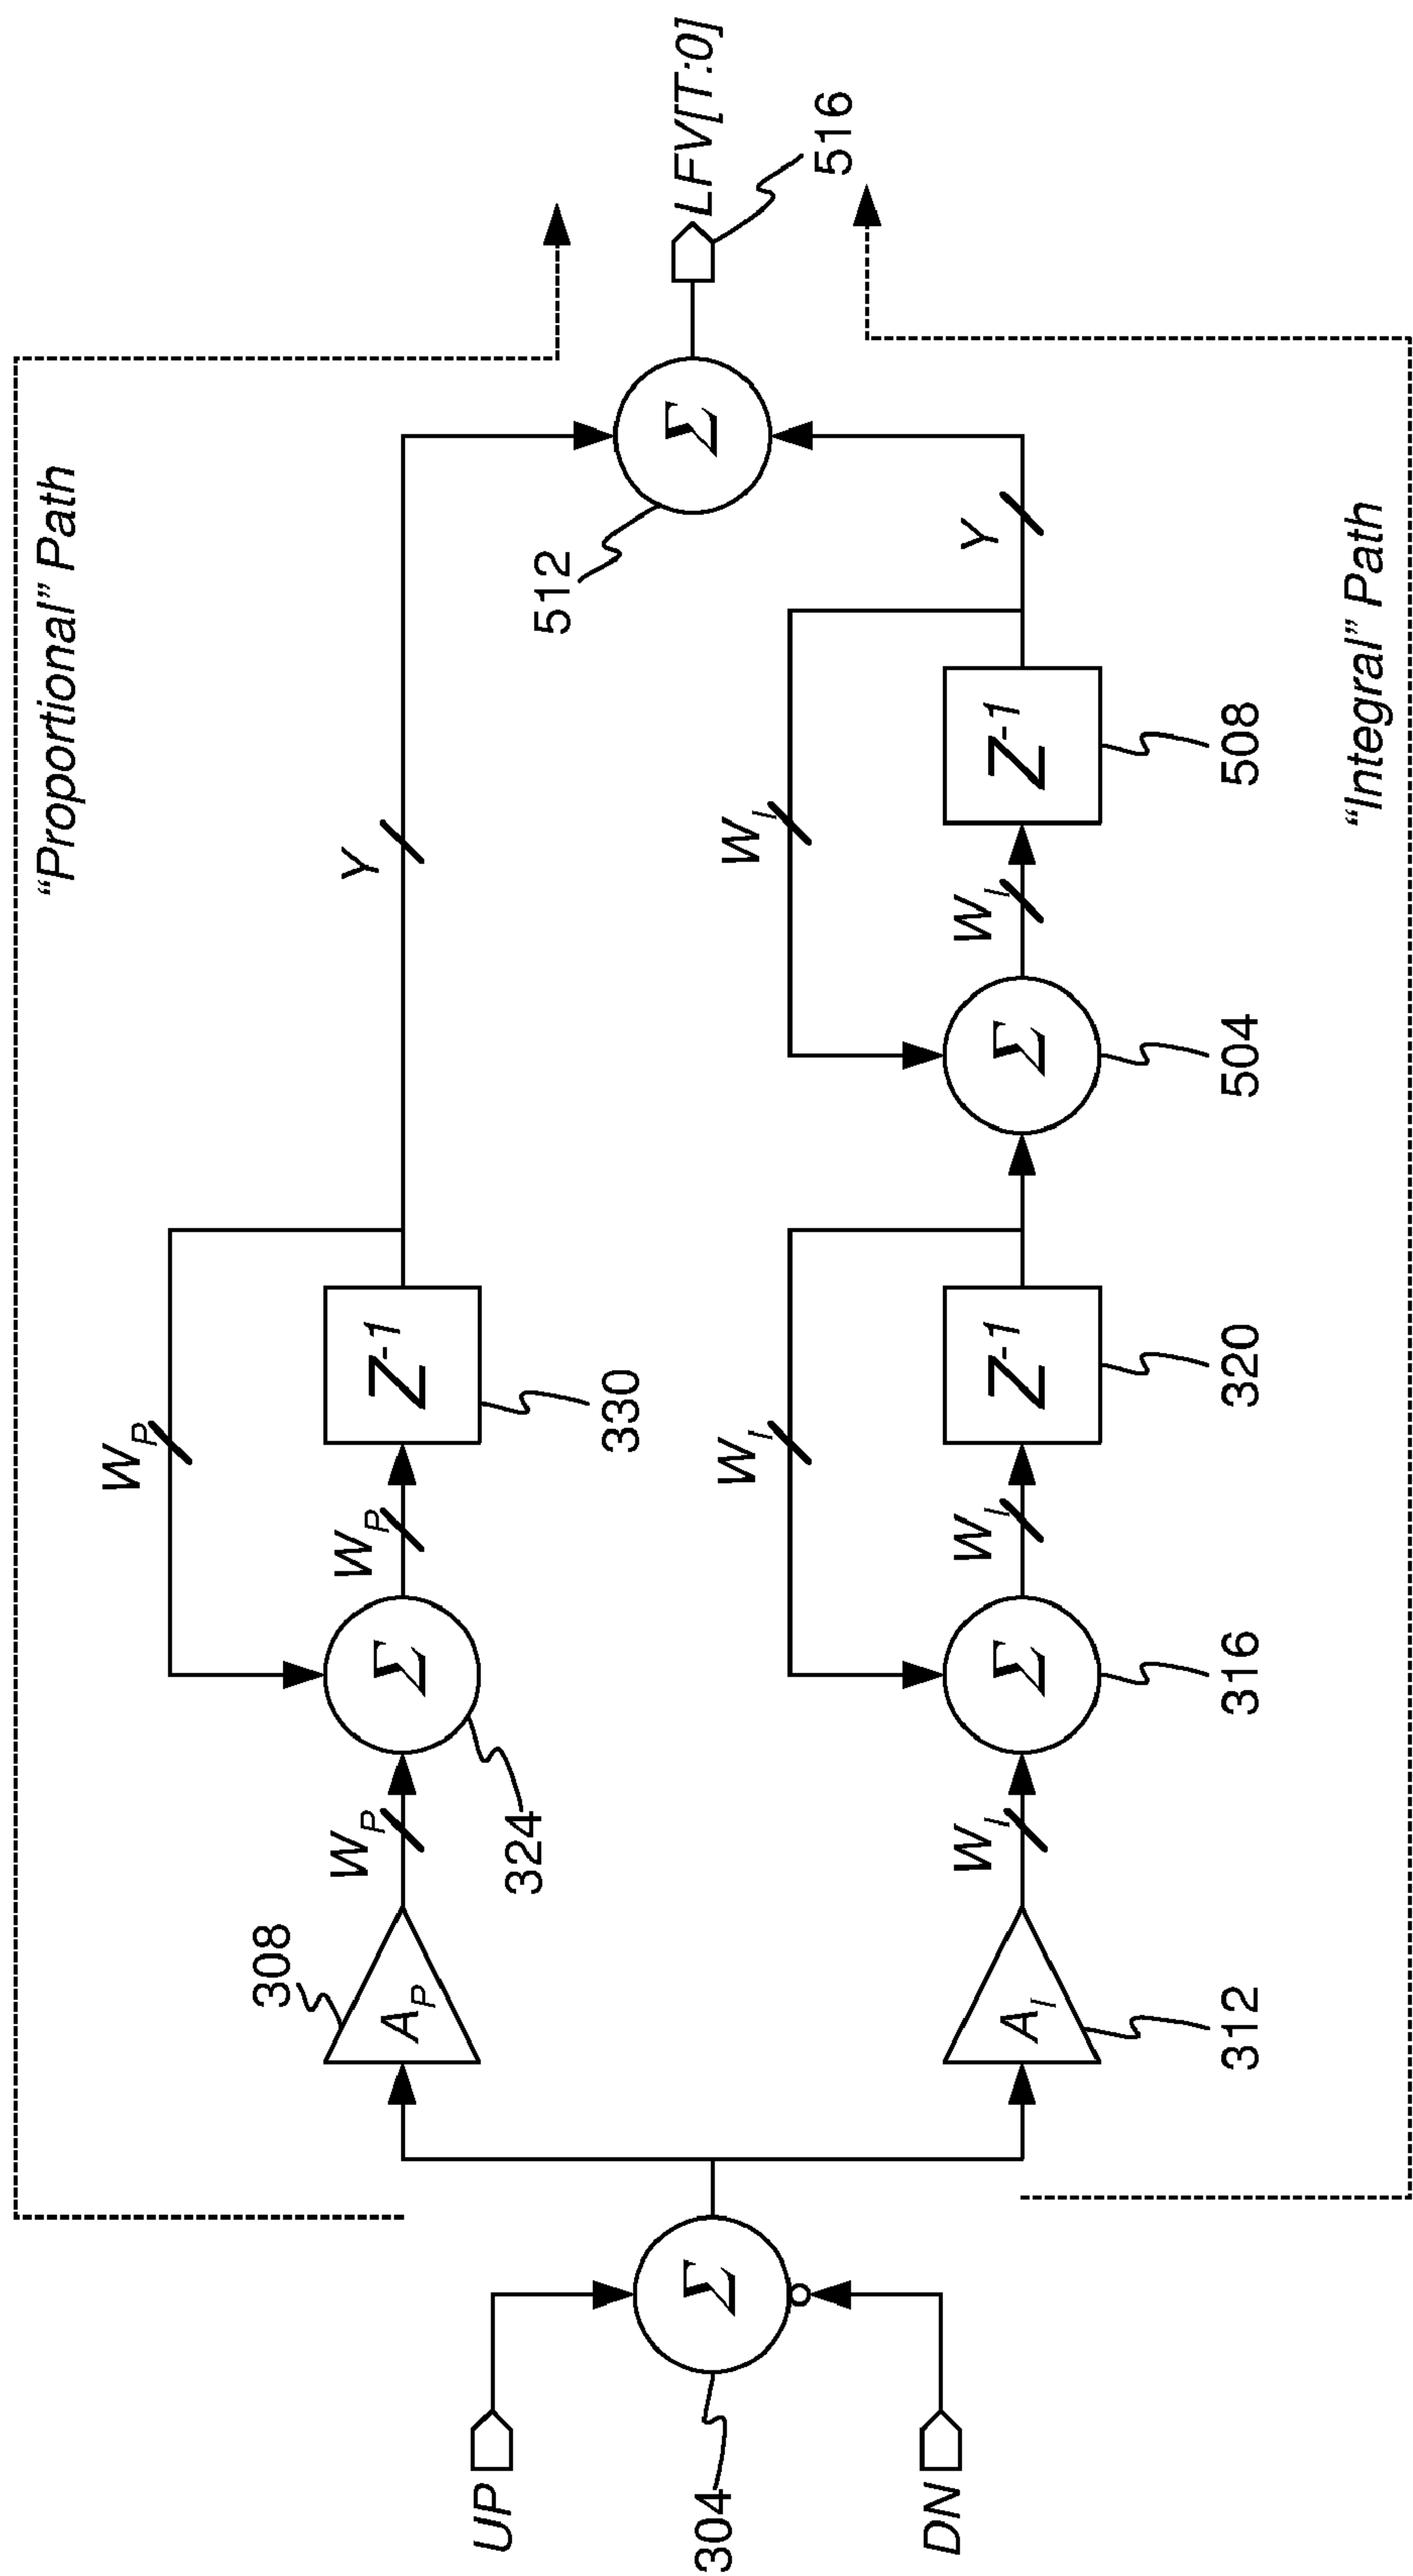 “Proportional” Path
W_P
308
A_P
W_P
324
Σ
W_P
330
Z^-1
Y
UP
304
Σ
DN
512
Σ
LFV[T:0]
516
W_I
W_I
312
A_I
W_I
316
Σ
W_I
320
Z^-1
504
Σ
W_I
508
Z^-1
Y
“Integral” Path